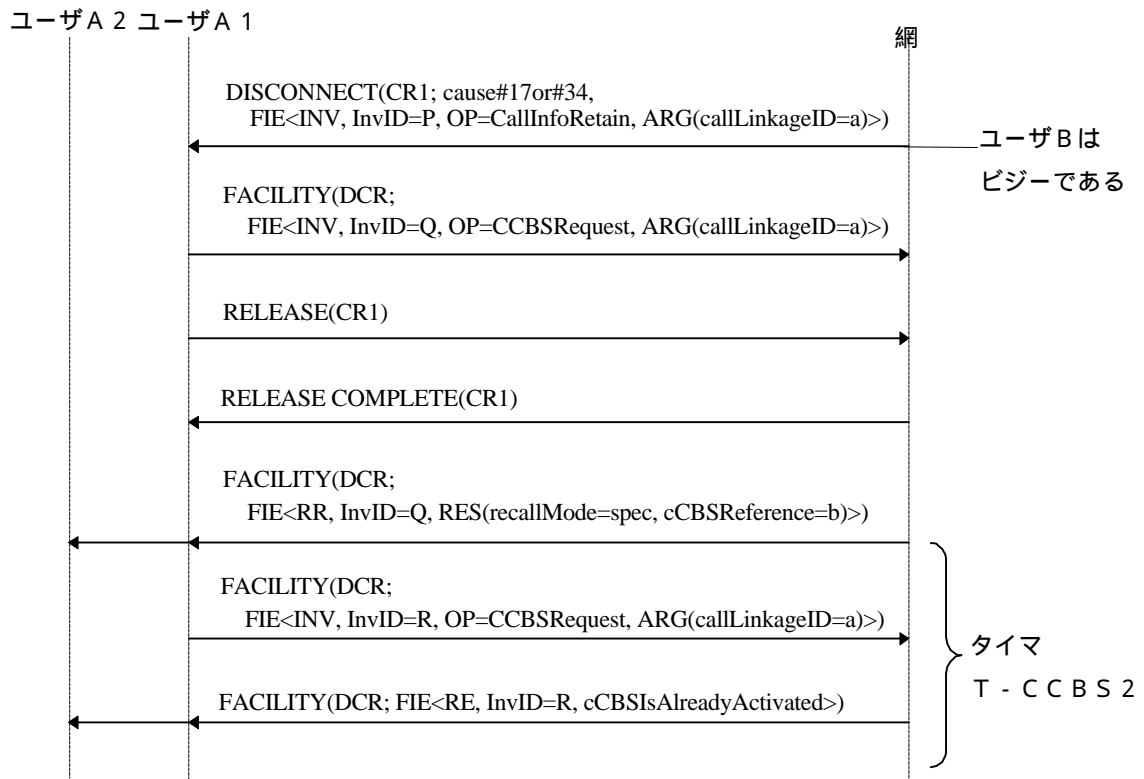 ユーザA 2 ユーザA 1
網
DISCONNECT(CR1; cause#17or#34,
FIE<INV, InvID=P, OP=CallInfoRetain, ARG(callLinkageID=a)>)
ユーザBは
ビジーである
FACILITY(DCR;
FIE<INV, InvID=Q, OP=CCBSRequest, ARG(callLinkageID=a)>)
RELEASE(CR1)
RELEASE COMPLETE(CR1)
FACILITY(DCR;
FIE<RR, InvID=Q, RES(recallMode=spec, cCBSReference=b)>)
FACILITY(DCR;
FIE<INV, InvID=R, OP=CCBSRequest, ARG(callLinkageID=a)>)
タイマ
T - C C B S 2
FACILITY(DCR; FIE<RE, InvID=R, cCBSIsAlreadyActivated>)